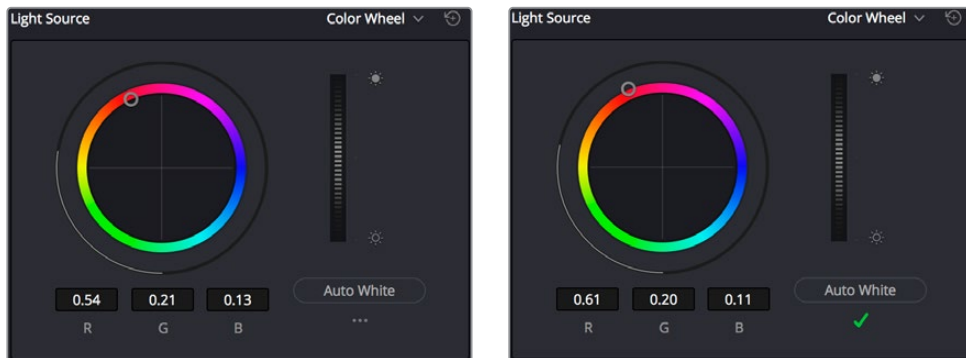 Light Source Color Wheel
0.54 0.21 0.13
R G B
Auto White
Light Source Color Wheel
0.61 0.20 0.11
R G B
Auto White